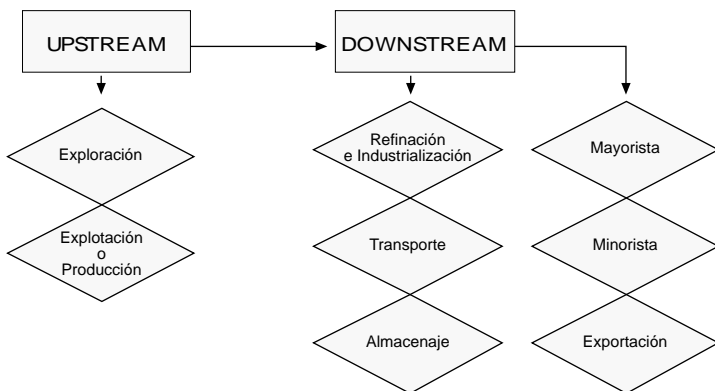 UPSTREAM
DOWNSTREAM
Exploración
Explotación
o
Producción
Refinación
e Industrialización
Transporte
Almacenaje
Mayorista
Minorista
Exportación